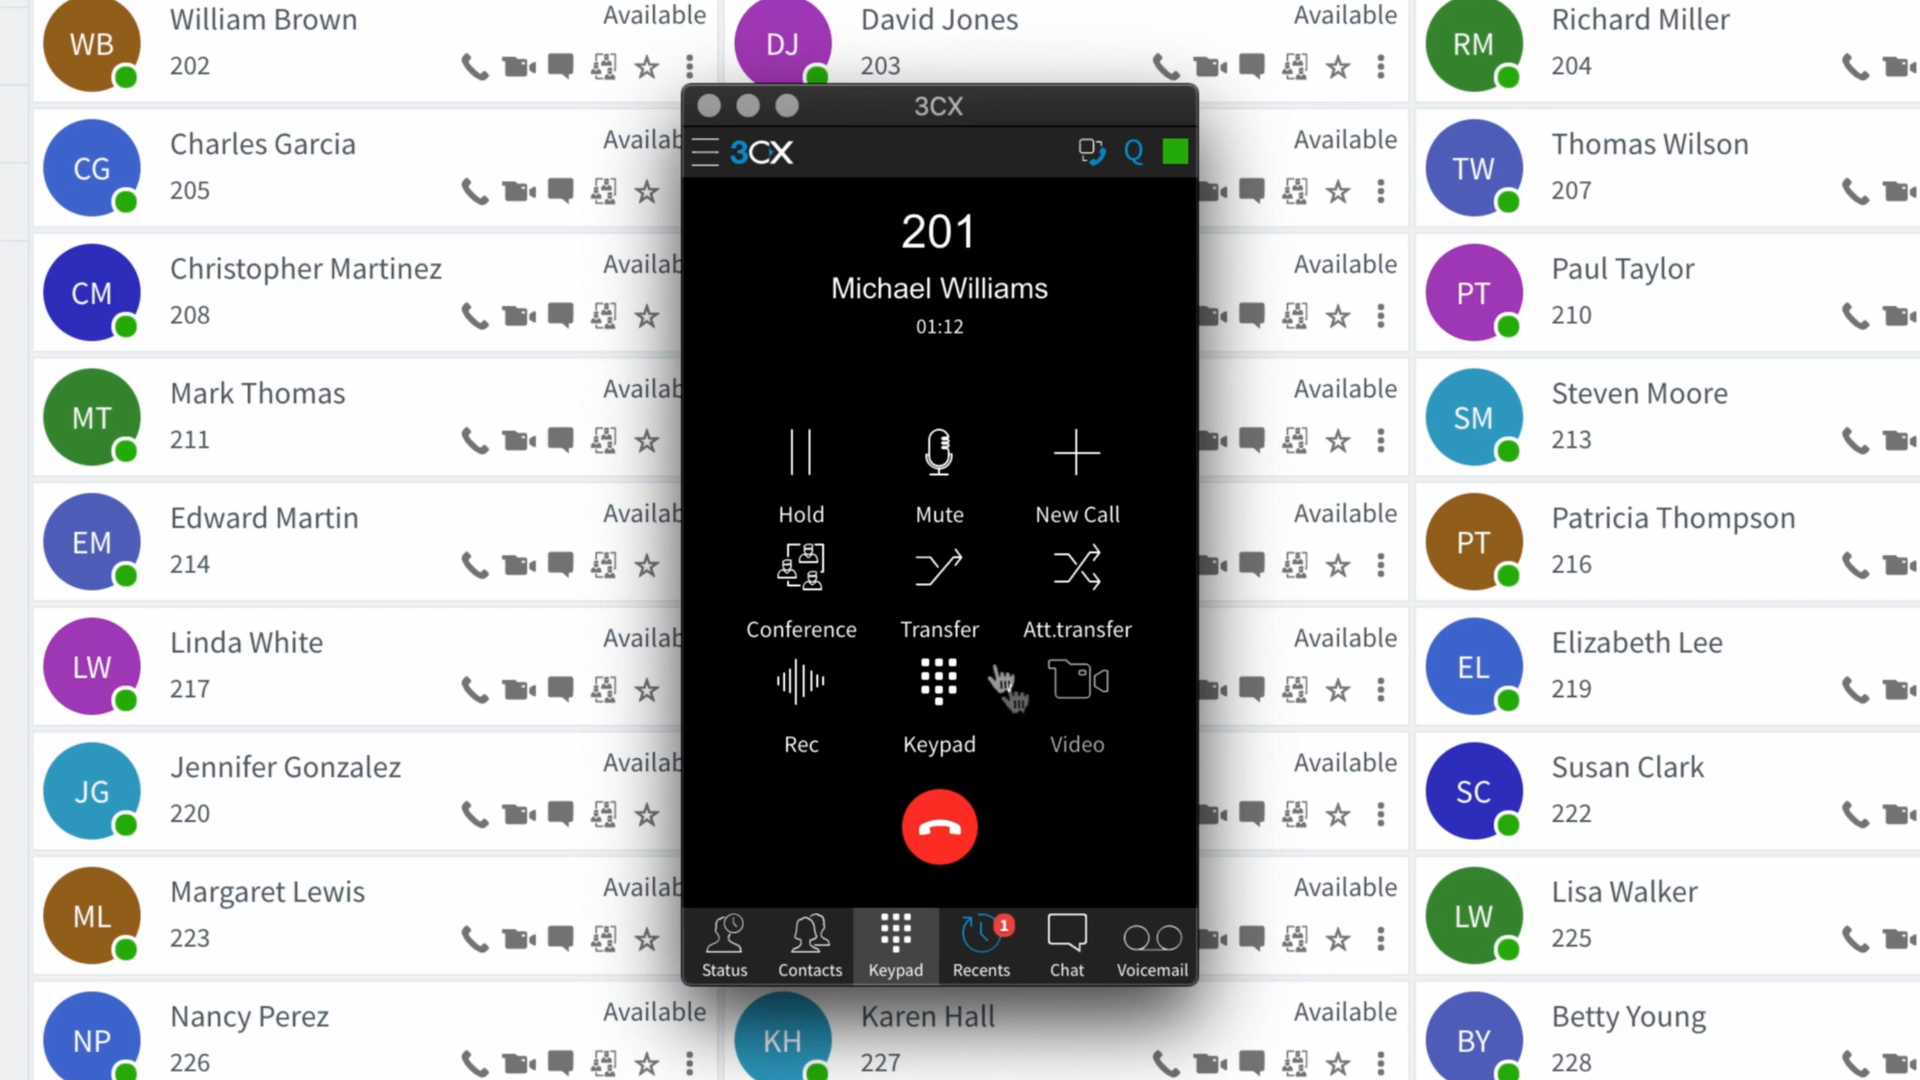 WB
William Brown
Available
202
DJ
David Jones
Available
203
RM
Richard Miller
204
CG
Charles Garcia
205
Available
TW
Thomas Wilson
207
CM
Christopher Martinez
208
Available
PT
Paul Taylor
210
MT
Mark Thomas
211
Available
SM
Steven Moore
213
EM
Edward Martin
214
Available
PT
Patricia Thompson
216
LW
Linda White
217
Available
EL
Elizabeth Lee
219
JG
Jennifer Gonzalez
220
Available
SC
Susan Clark
222
ML
Margaret Lewis
223
Available
LW
Lisa Walker
225
NP
Nancy Perez
Available
226
KH
Karen Hall
Available
227
BY
Betty Young
228
3CX
3CX
Q
201
Michael Williams
01:12
Hold
Mute
New Call
Conference
Transfer
Att.transfer
Rec
Keypad
Video
Status
Contacts
Keypad
1
Recents
Chat
Voicemail